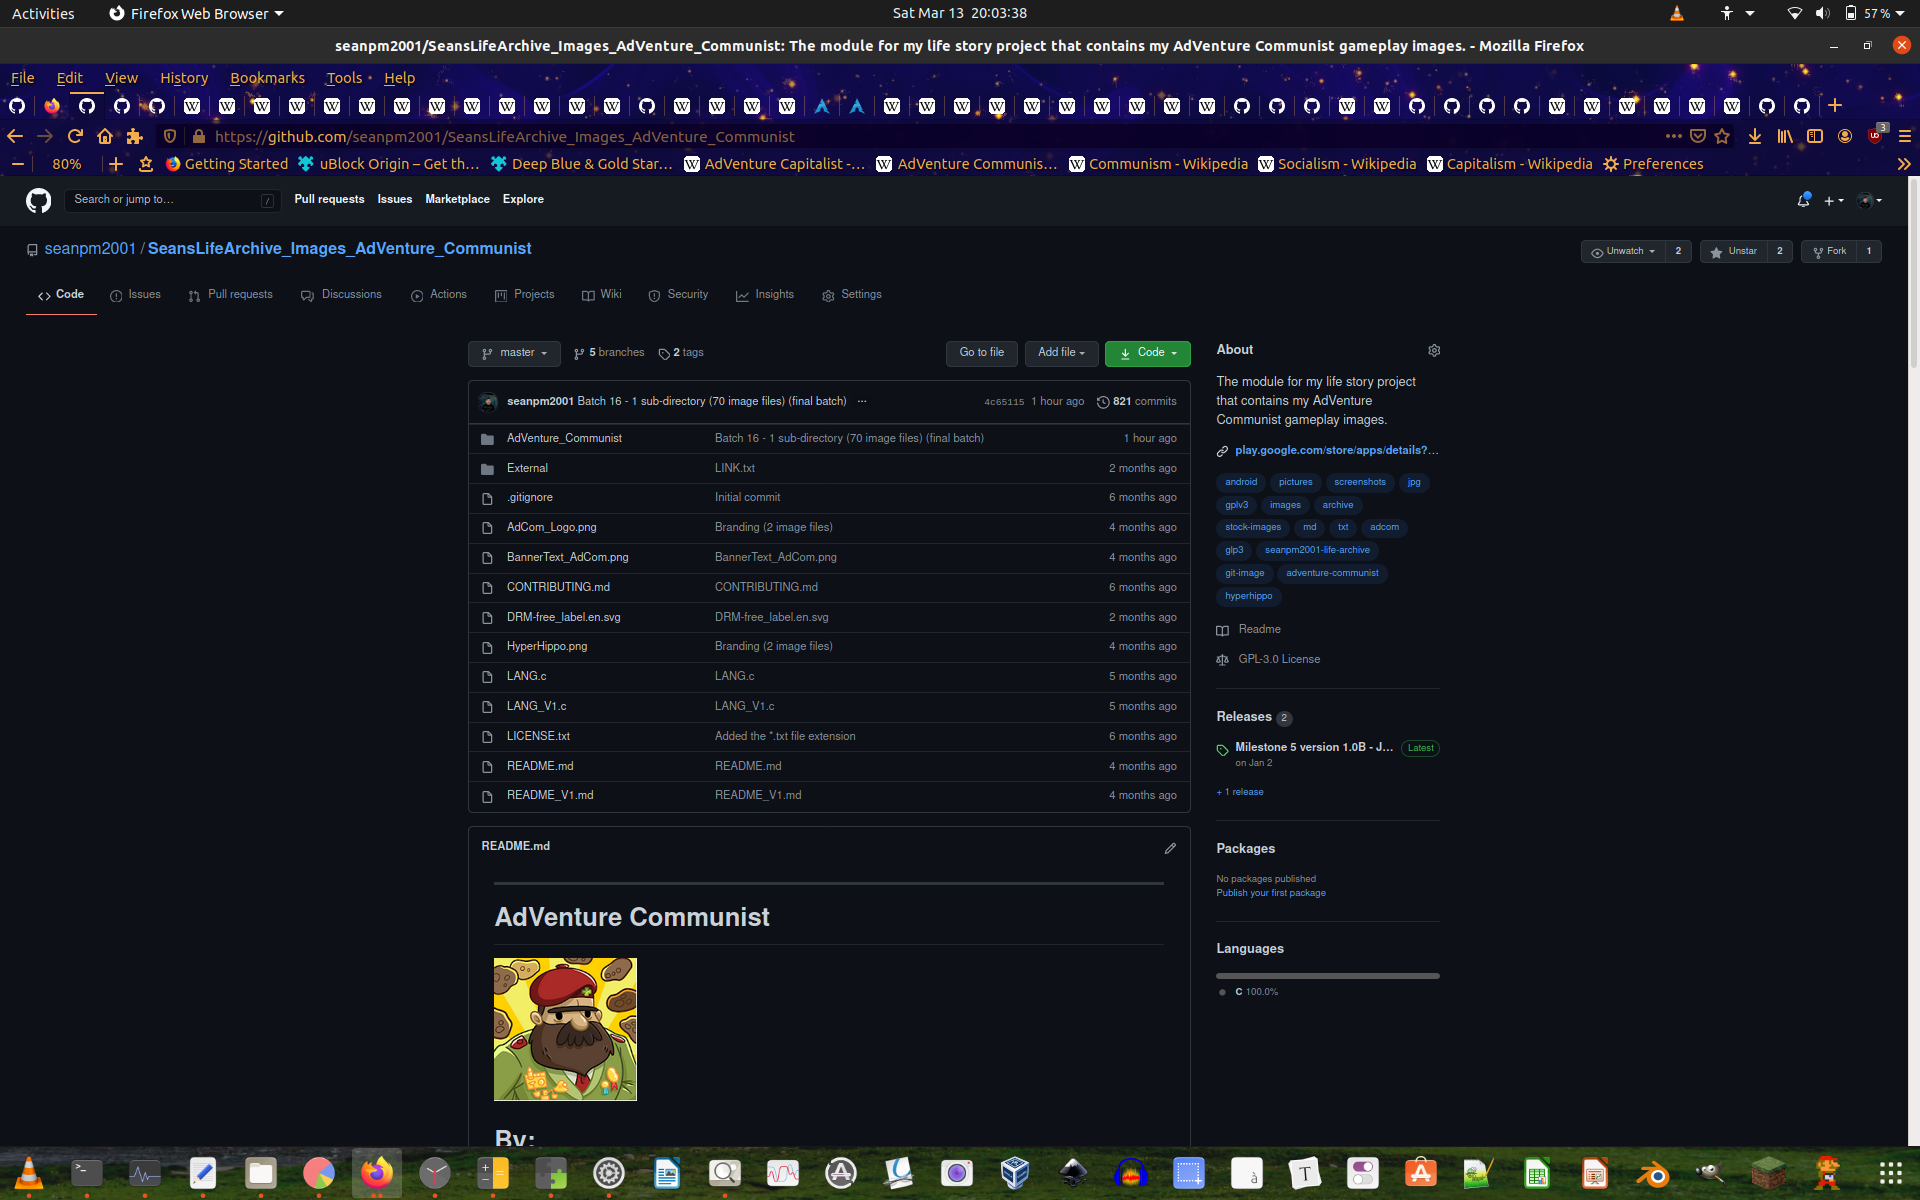 Activities Firefox Web Browser Sat Mar 13 20:03:38 57 %
seanpm2001/SeansLifeArchive_Images_AdVenture_Communist: The module for my life story project that contains my AdVenture Communist gameplay images. - Mozilla Firefox
File Edit View History Bookmarks Tools Help
https://github.com/seanpm2001/SeansLifeArchive_Images_AdVenture_Communist 3
80% Getting Started uBlock Origin – Get th… Deep Blue & Gold Star… AdVenture Capitalist -… AdVenture Communis… Communism - Wikipedia Socialism - Wikipedia Capitalism - Wikipedia Preferences
Search or jump to… / Pull requests Issues Marketplace Explore
seanpm2001 / SeansLifeArchive_Images_AdVenture_Communist Unwatch 2 Unstar 2 Fork 1
Code Issues Pull requests Discussions Actions Projects Wiki Security Insights Settings
master 5 branches 2 tags Go to file Add file Code
seanpm2001 Batch 16 - 1 sub-directory (70 image files) (final batch) ... 4c65115 1 hour ago 821 commits
AdVenture_Communist Batch 16 - 1 sub-directory (70 image files) (final batch) 1 hour ago
External LINK.txt 2 months ago
.gitignore Initial commit 6 months ago
AdCom_Logo.png Branding (2 image files) 4 months ago
BannerText_AdCom.png BannerText_AdCom.png 4 months ago
CONTRIBUTING.md CONTRIBUTING.md 6 months ago
DRM-free_label.en.svg DRM-free_label.en.svg 2 months ago
HyperHippo.png Branding (2 image files) 4 months ago
LANG.c LANG.c 5 months ago
LANG_V1.c LANG_V1.c 5 months ago
LICENSE.txt Added the *.txt file extension 6 months ago
README.md README.md 4 months ago
README_V1.md README_V1.md 4 months ago
README.md
AdVenture Communist
By:
About
The module for my life story project
that contains my AdVenture
Communist gameplay images.
play.google.com/store/apps/details?…
android pictures screenshots jpg
gplv3 images archive
stock-images md txt adcom
glp3 seanpm2001-life-archive
git-image adventure-communist
hyperhippo
Readme
GPL-3.0 License
Releases 2
Milestone 5 version 1.0B - J… Latest
on Jan 2
+ 1 release
Packages
No packages published
Publish your first package
Languages
C 100.0%